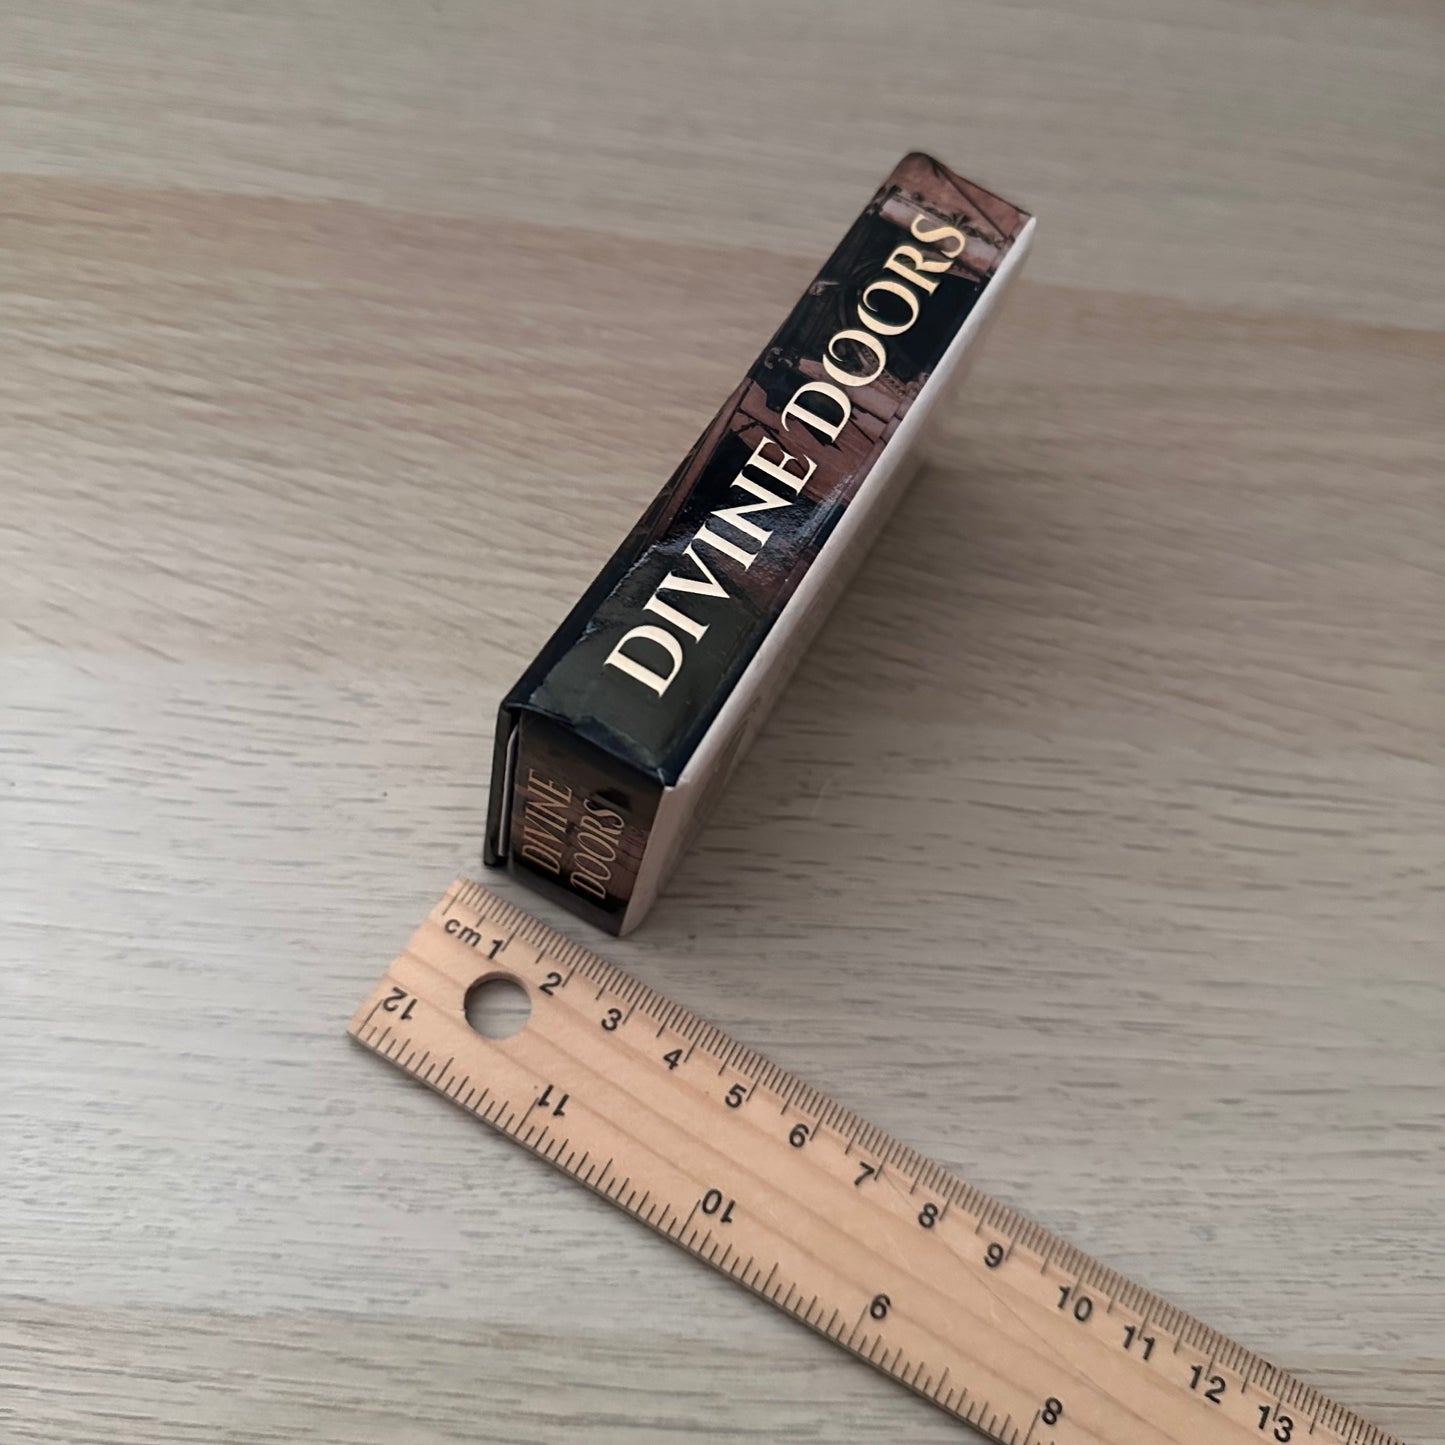 DIVINE DOORS
DIVINE
DOORS
cm 1 2 3 4 5 6 7 8 9 10 11 12 13
12 11 10 9 8